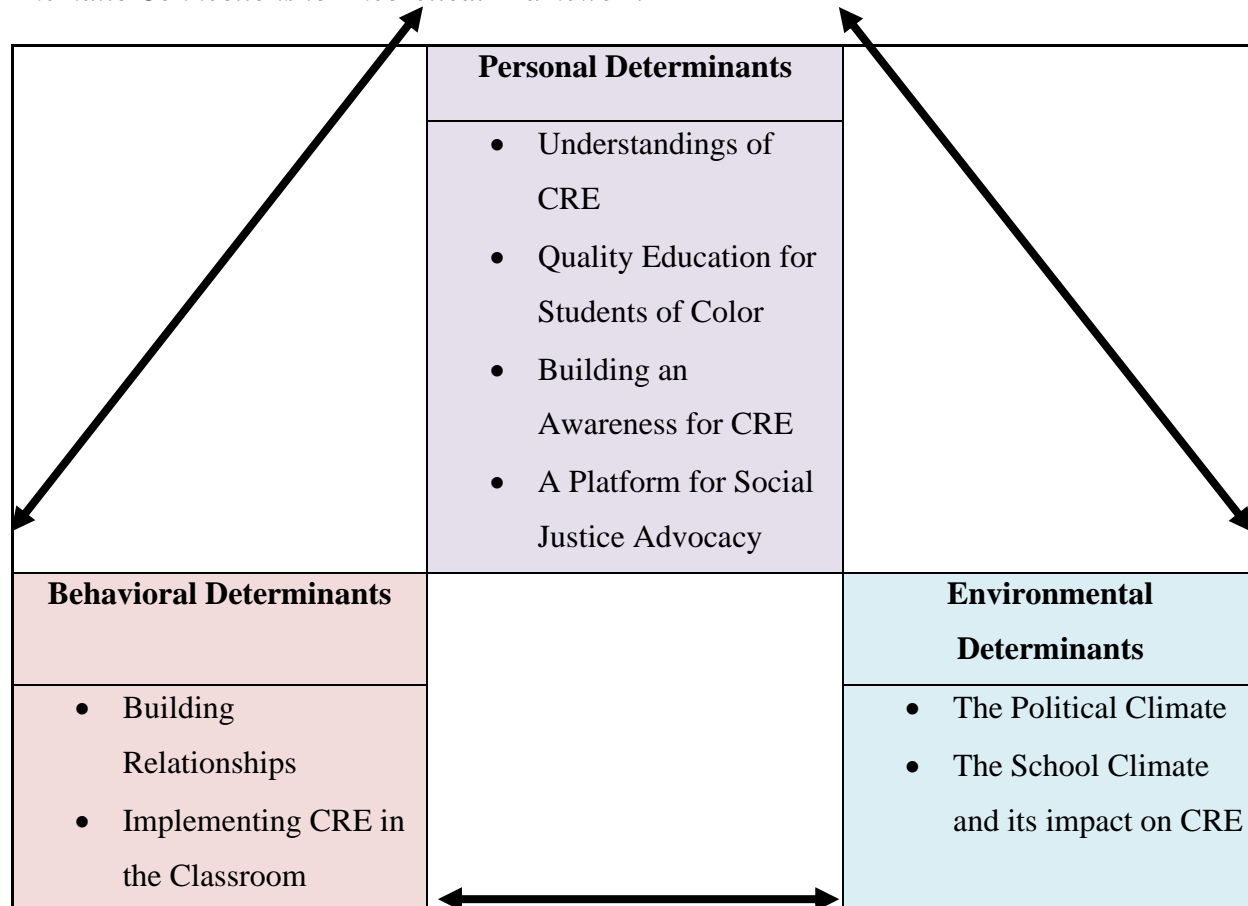 Personal Determinants
• Understandings of
CRE
• Quality Education for
Students of Color
• Building an
Awareness for CRE
• A Platform for Social
Justice Advocacy
Behavioral Determinants
• Building
Relationships
• Implementing CRE in
the Classroom
Environmental
Determinants
• The Political Climate
• The School Climate
and its impact on CRE